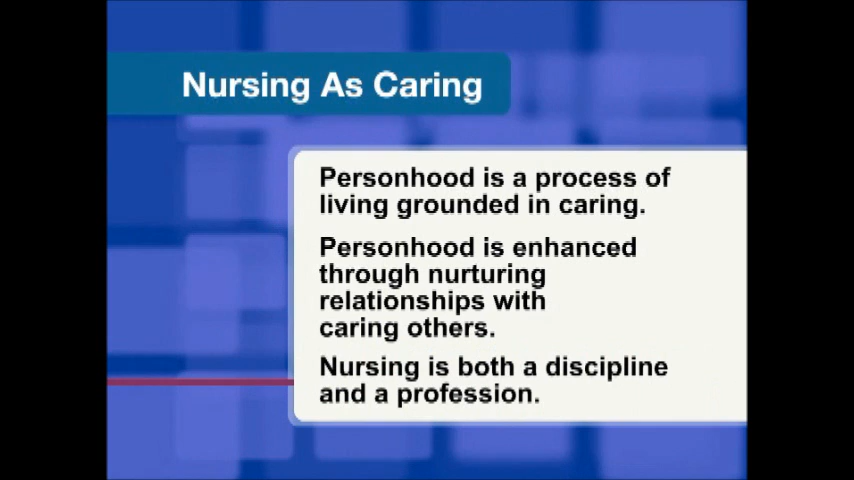 Nursing As Caring
Personhood is a process of
living grounded in caring.
Personhood is enhanced
through nurturing
relationships with
caring others.
Nursing is both a discipline
and a profession.